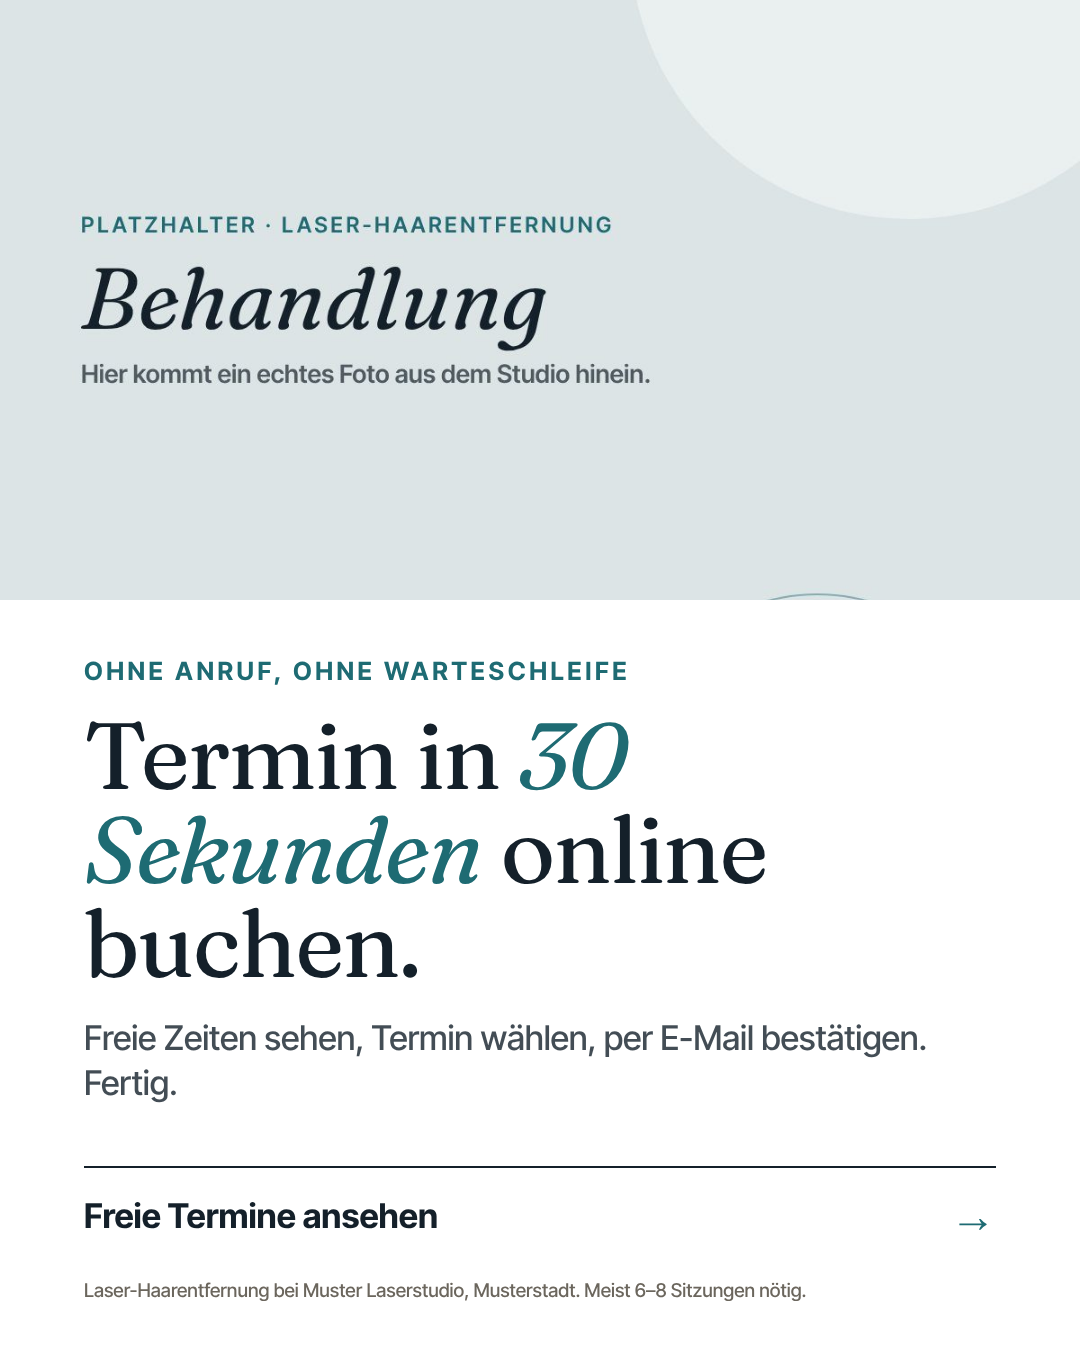 PLATZHALTER · LASER-HAARENTFERNUNG
Behandlung
Hier kommt ein echtes Foto aus dem Studio hinein.
OHNE ANRUF, OHNE WARTESCHLEIFE
Termin in 30
Sekunden online
buchen.
Freie Zeiten sehen, Termin wählen, per E-Mail bestätigen.
Fertig.
Freie Termine ansehen →
Laser-Haarentfernung bei Muster Laserstudio, Musterstadt. Meist 6–8 Sitzungen nötig.